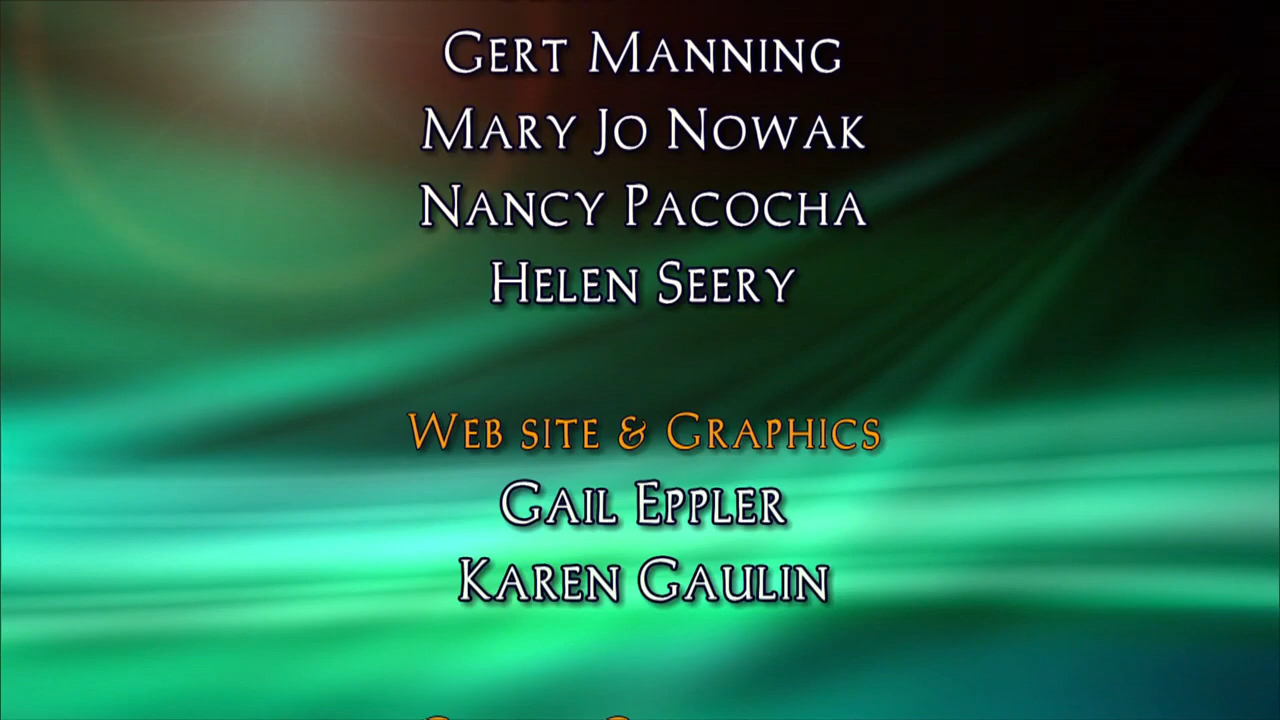 Gert Manning
Mary Jo Nowak
Nancy Pacocha
Helen Seery
Web site & Graphics
Gail Eppler
Karen Gaulin